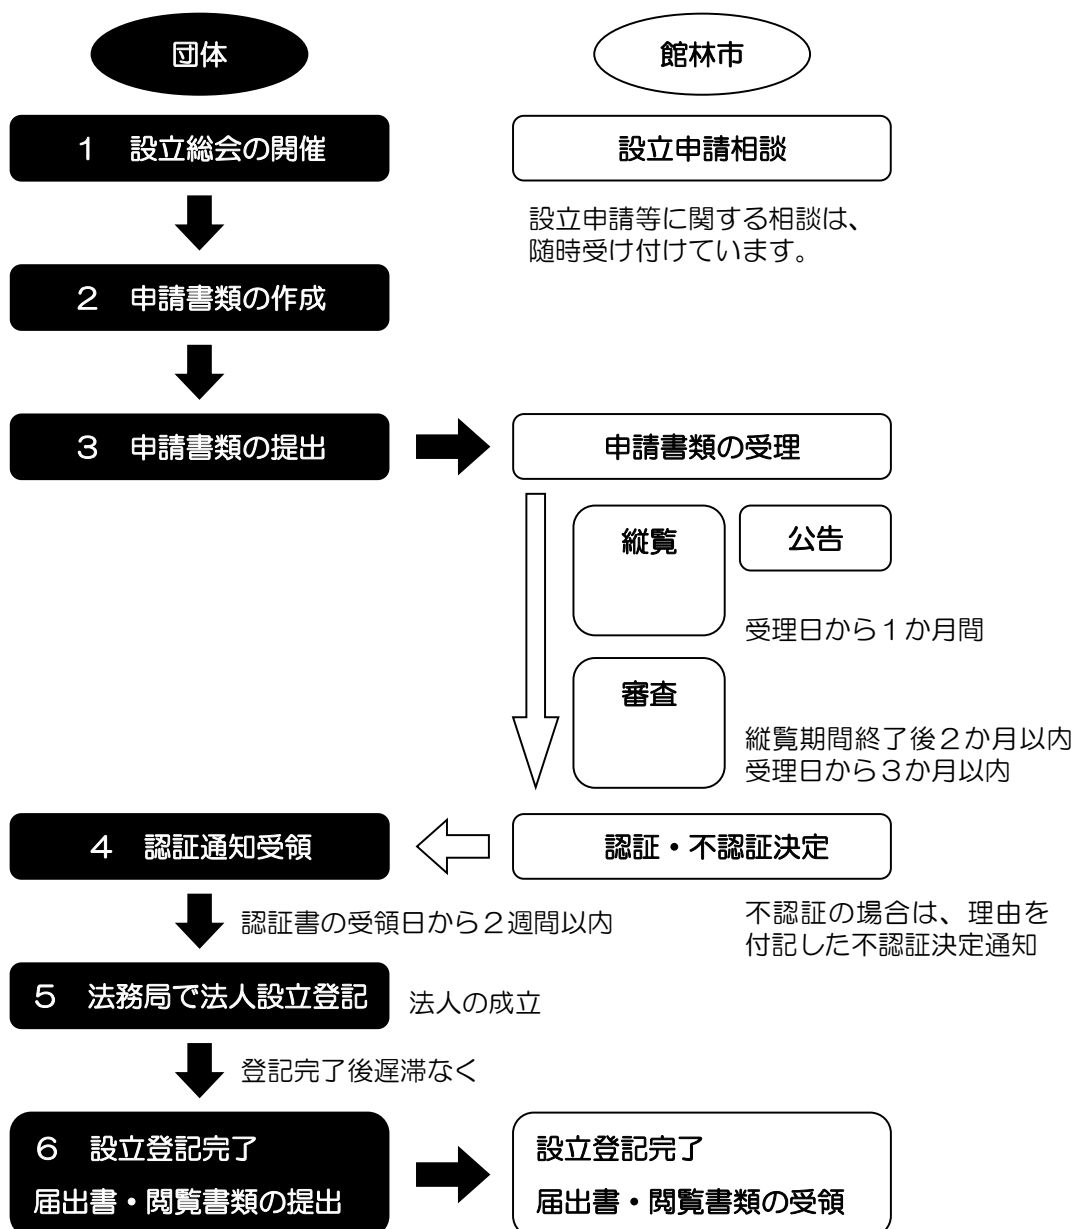 団体
館林市
１　設立総会の開催
設立申請相談
設立申請等に関する相談は、
随時受け付けています。
２　申請書類の作成
３　申請書類の提出
申請書類の受理
縦覧
公告
受理日から１か月間
審査
縦覧期間終了後２か月以内
受理日から３か月以内
４　認証通知受領
認証・不認証決定
認証書の受領日から２週間以内
不認証の場合は、理由を
付記した不認証決定通知
５　法務局で法人設立登記
法人の成立
登記完了後遅滞なく
６　設立登記完了
届出書・閲覧書類の提出
設立登記完了
届出書・閲覧書類の受領